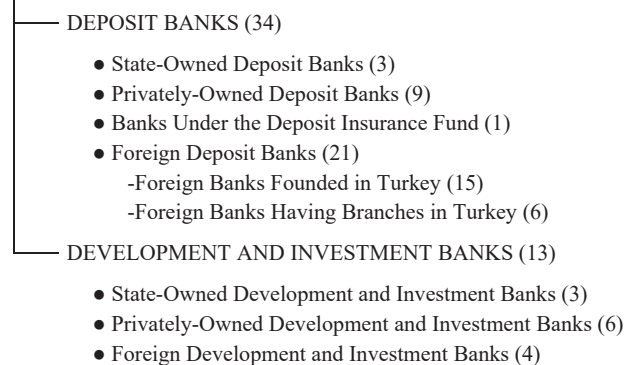 DEPOSIT BANKS (34)
● State-Owned Deposit Banks (3)
● Privately-Owned Deposit Banks (9)
● Banks Under the Deposit Insurance Fund (1)
● Foreign Deposit Banks (21)
-Foreign Banks Founded in Turkey (15)
-Foreign Banks Having Branches in Turkey (6)
DEVELOPMENT AND INVESTMENT BANKS (13)
● State-Owned Development and Investment Banks (3)
● Privately-Owned Development and Investment Banks (6)
● Foreign Development and Investment Banks (4)